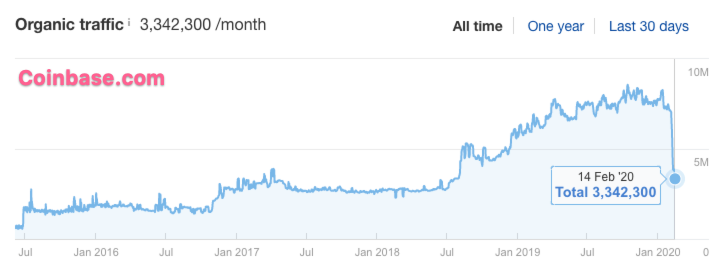 Organic traffic i 3,342,300 /month
All time One year Last 30 days
Coinbase.com
10M
5M
14 Feb '20
Total 3,342,300
Jul Jan 2016 Jul Jan 2017 Jul Jan 2018 Jul Jan 2019 Jul Jan 2020 0